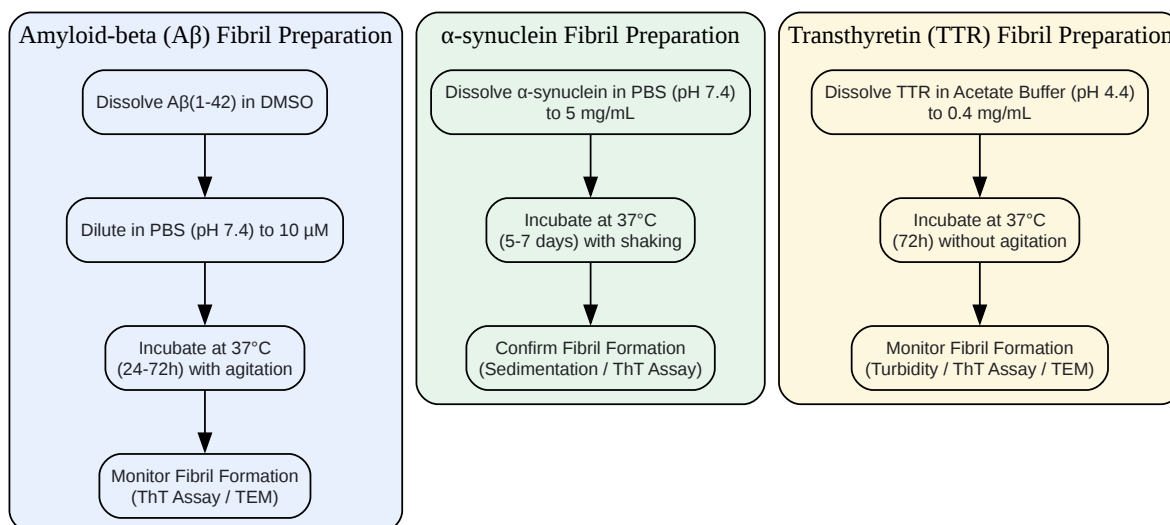 Amyloid-beta (Aβ) Fibril Preparation
Dissolve Aβ(1-42) in DMSO
Dilute in PBS (pH 7.4) to 10 µM
Incubate at 37°C
(24-72h) with agitation
Monitor Fibril Formation
(ThT Assay / TEM)
α-synuclein Fibril Preparation
Dissolve α-synuclein in PBS (pH 7.4)
to 5 mg/mL
Incubate at 37°C
(5-7 days) with shaking
Confirm Fibril Formation
(Sedimentation / ThT Assay)
Transthyretin (TTR) Fibril Preparation
Dissolve TTR in Acetate Buffer (pH 4.4)
to 0.4 mg/mL
Incubate at 37°C
(72h) without agitation
Monitor Fibril Formation
(Turbidity / ThT Assay / TEM)